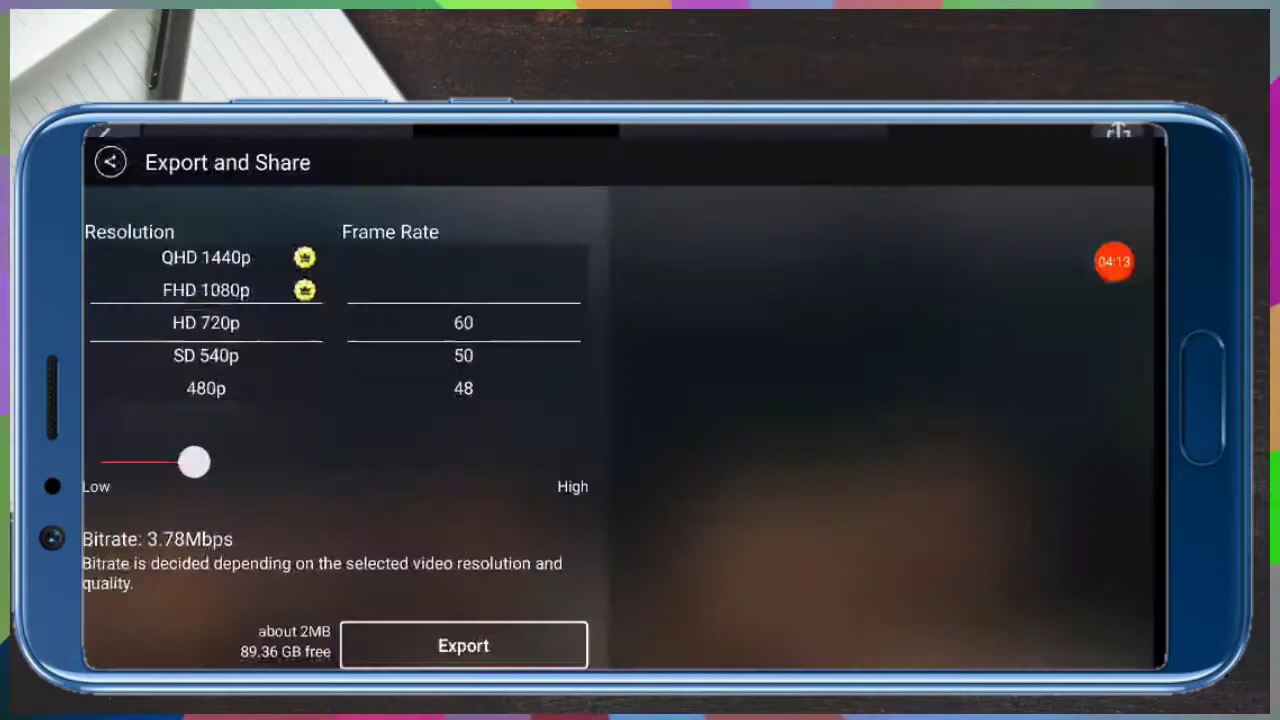 Export and Share
Resolution
Frame Rate
QHD 1440p
FHD 1080p
04:13
HD 720p
60
SD 540p
50
480p
48
Low
High
Bitrate: 3.78Mbps
Bitrate is decided depending on the selected video resolution and
quality.
about 2MB
89.36 GB free
Export